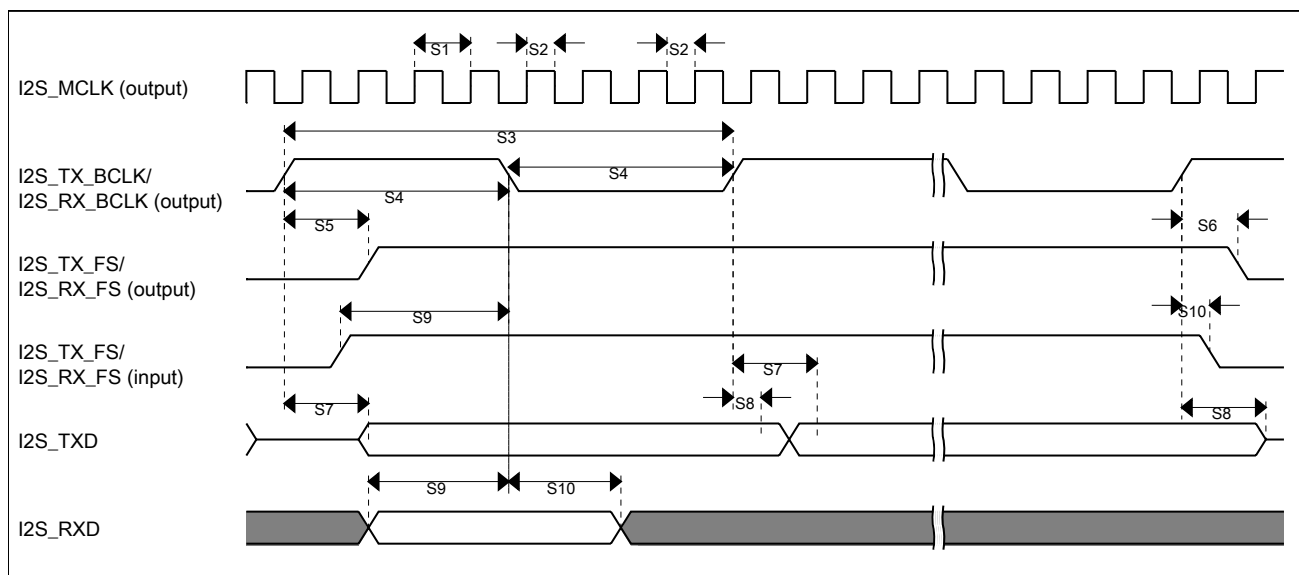 S1
S2
S2
I2S_MCLK (output)
S3
I2S_TX_BCLK/
I2S_RX_BCLK (output)
S4
S4
S5
S6
I2S_TX_FS/
I2S_RX_FS (output)
S9
S10
I2S_TX_FS/
I2S_RX_FS (input)
S7
S7
S8
S8
I2S_TXD
S9
S10
I2S_RXD